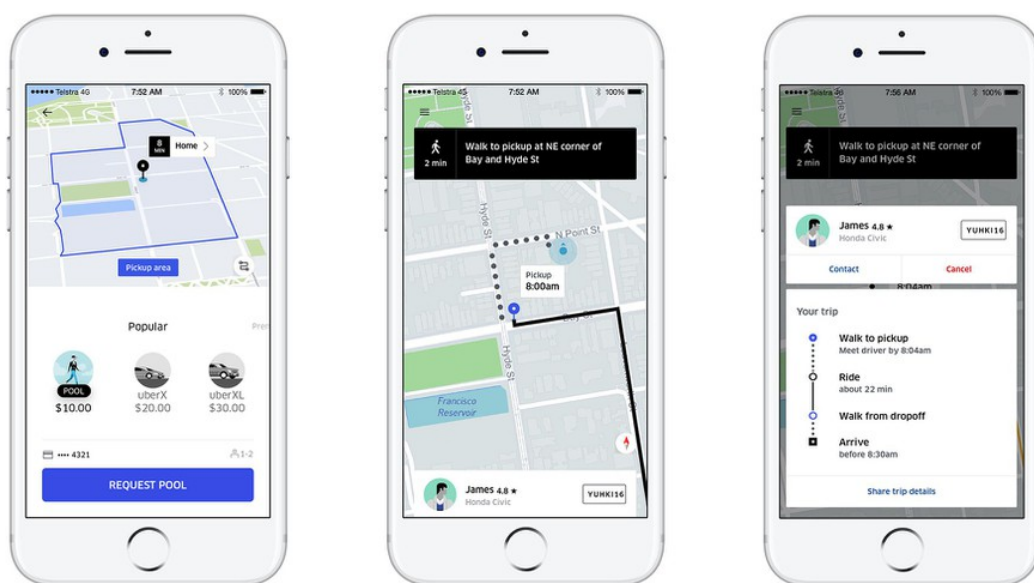 Telstra 4G
7:52 AM
100%
8
MIN
Home
Pickup area
Popular
POOL
$10.00
uberX
$20.00
uberXL
$30.00
•••• 4321
1-2
REQUEST POOL
Telstra 4G
7:52 AM
100%
2 min
Walk to pickup at NE corner of
Bay and Hyde St
Hyde St
N Point St
Pickup
8:00am
Bay St
Hyde St
Francisco
Reservoir
James 4.8 ★
Honda Civic
YUHKI16
7:56 AM
100%
2 min
Walk to pickup at NE corner of
Bay and Hyde St
James 4.8 ★
Honda Civic
YUHKI16
Contact
Cancel
8:04am
Your trip
Walk to pickup
Meet driver by 8:04am
Ride
about 22 min
Walk from dropoff
Arrive
before 8:30am
Share trip details